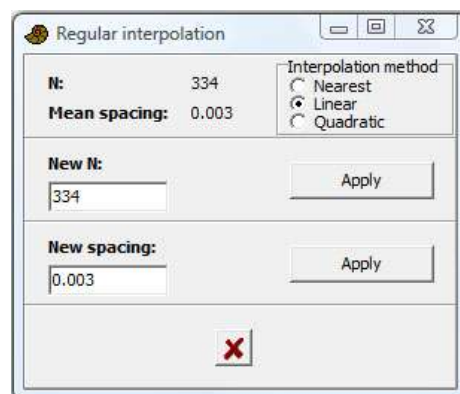 Regular interpolation
N: 334
Mean spacing: 0.003
Interpolation method
Nearest
Linear
Quadratic
New N:
334
Apply
New spacing:
0.003
Apply